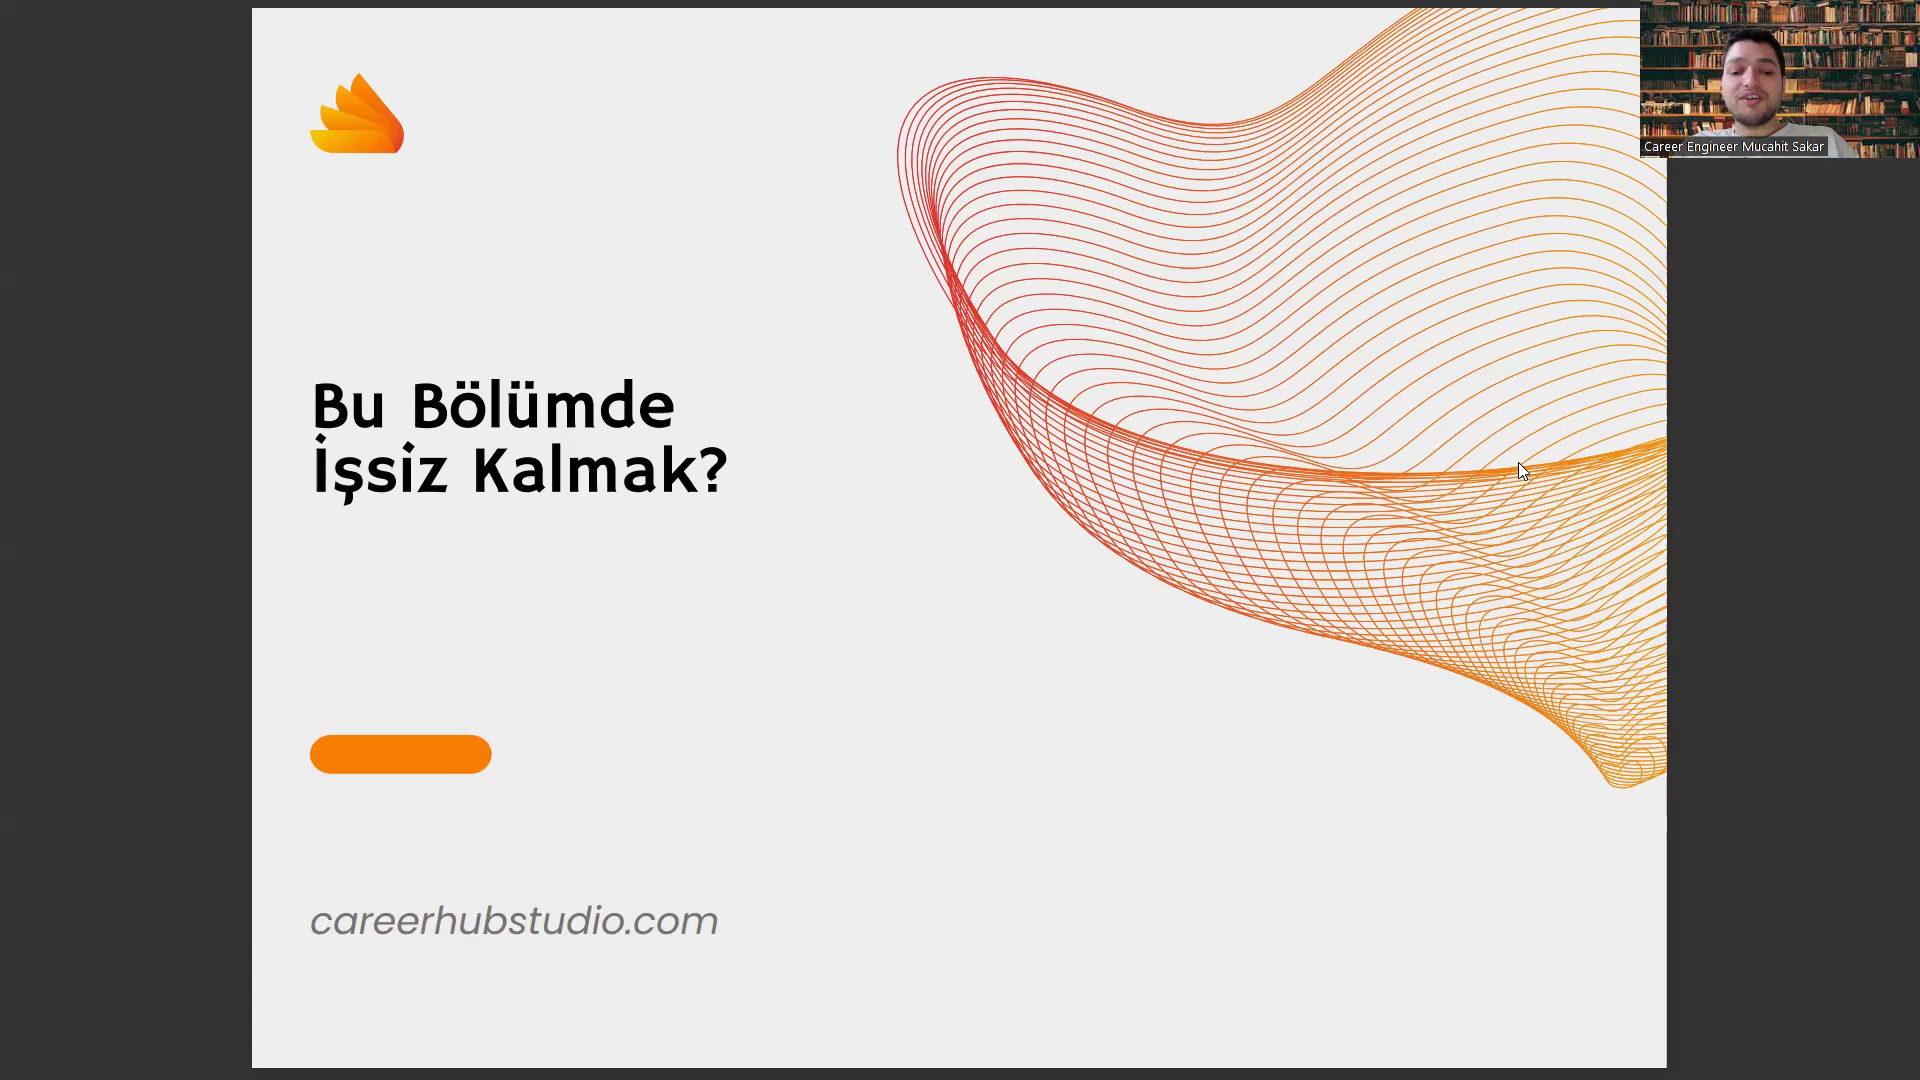 Career Engineer Mucahit Sakar
Bu Bölümde
İşsiz Kalmak?
careerhubstudio.com